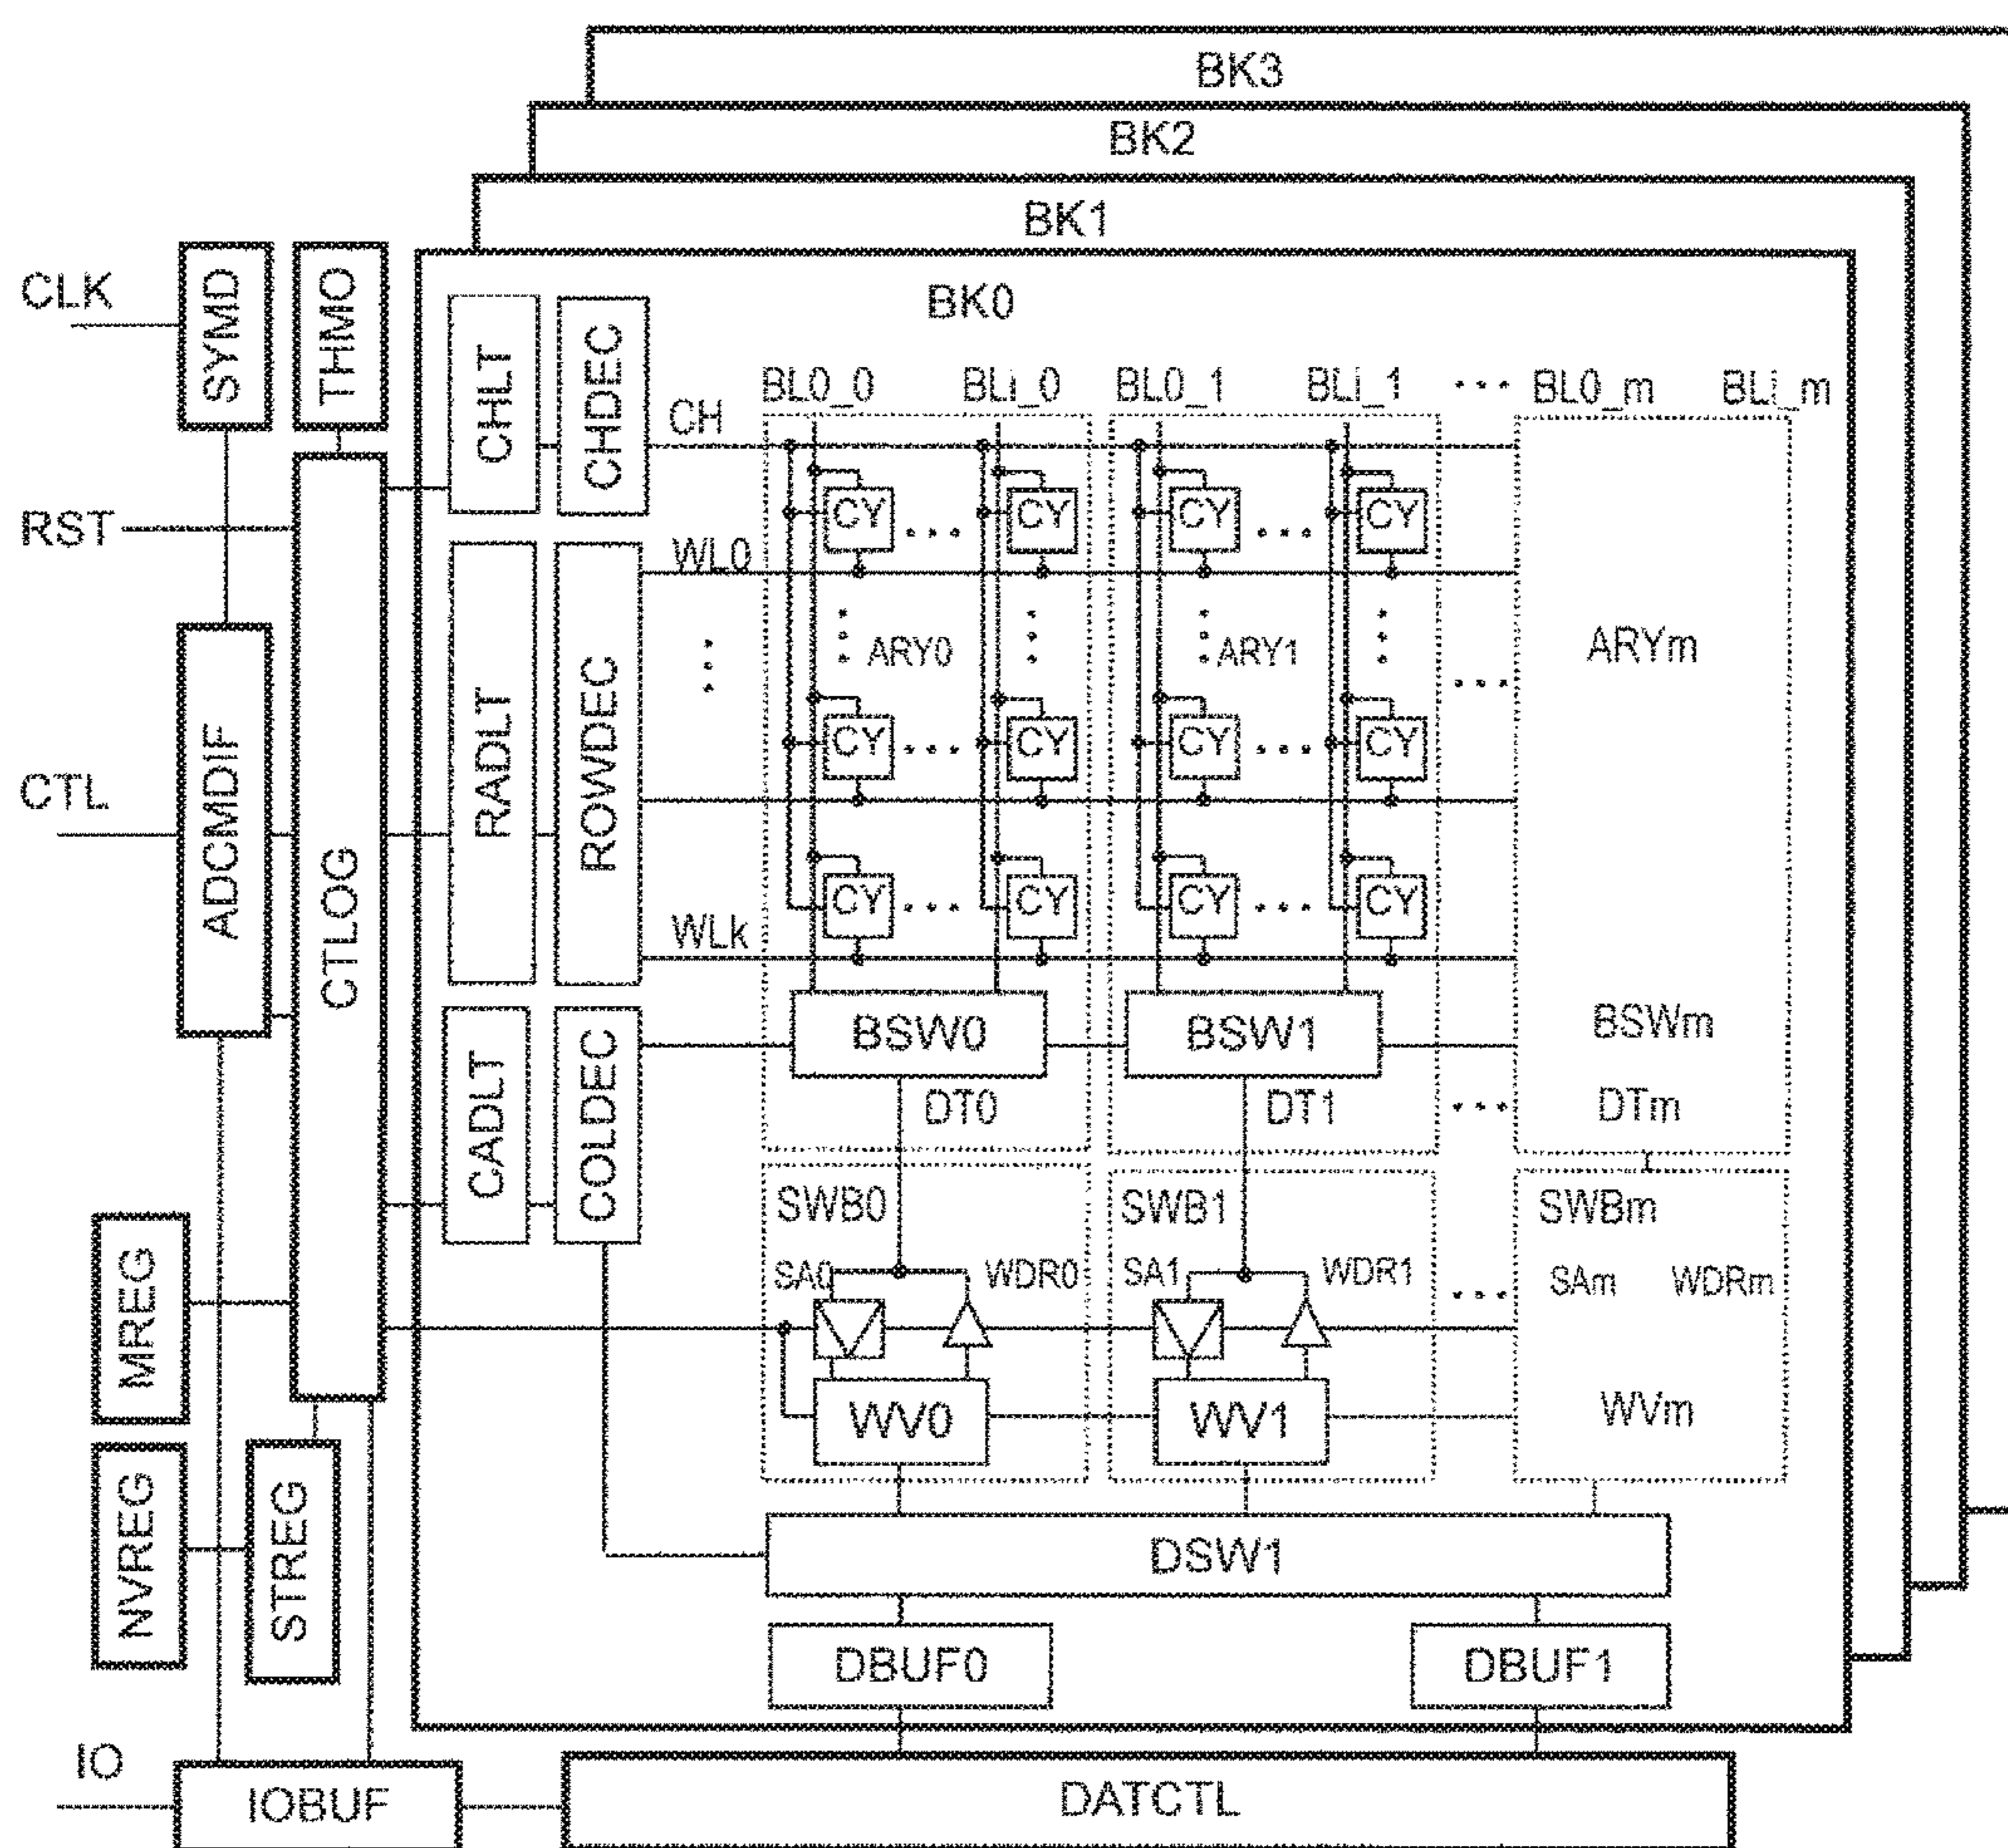 BK3
BK2
BK1
BK0
CLK
SYMD
THMO
CHLT
CHDEC
BL0_0 BLi_0 BL0_1 BLi_1 ... BL0_m BLi_m
CH
CY ... CY CY ... CY
RST
WL0
ARY0 ARY1 ... ARYm
CTL
ADCMDIF
CTLOG
RADLT
ROWDEC
CY ... CY CY ... CY
CY ... CY CY ... CY
WLk
BSW0 BSW1 BSWm
CADLT
COLDEC
DT0 DT1 ... DTm
SWB0 SWB1 SWBm
SA0 WDR0 SA1 WDR1 ... SAm WDRm
MREG
WV0 WV1 WVm
NVREG
STREG
DSW1
DBUF0 DBUF1
IO
IOBUF DATCTL